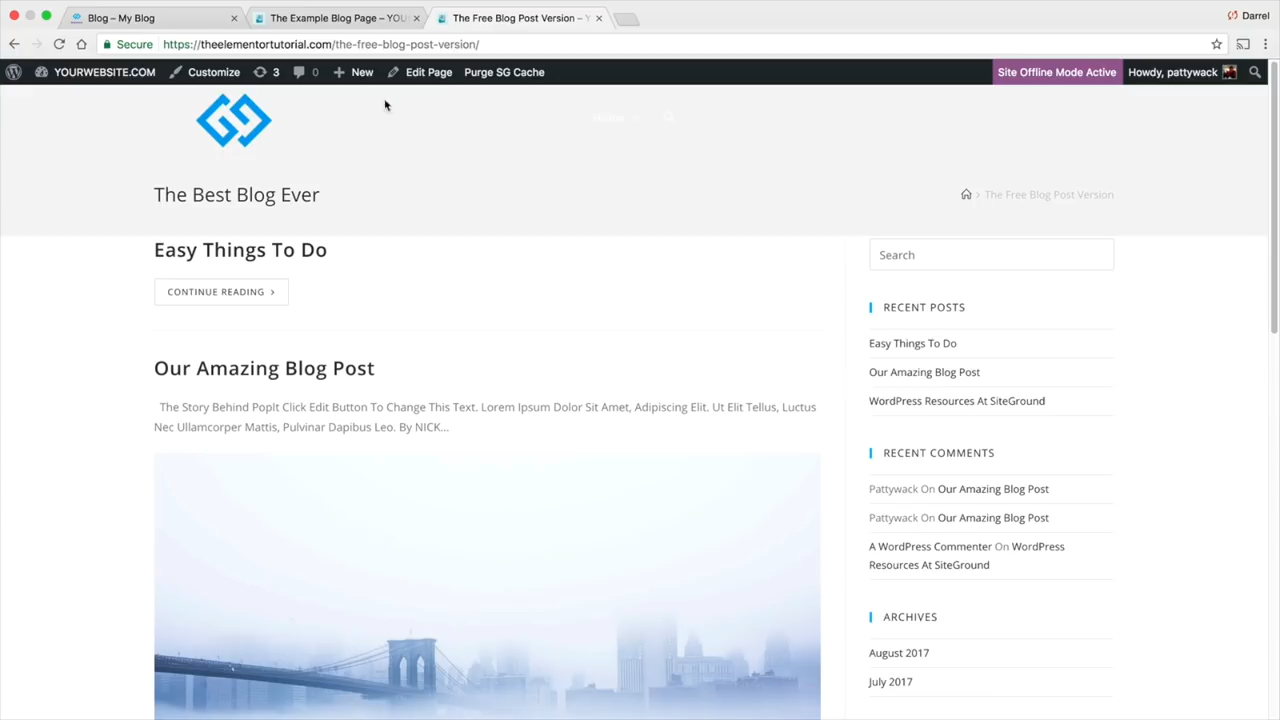 Blog – My Blog
The Example Blog Page – YOU
The Free Blog Post Version – Y
Darrel
Secure https://theelementortutorial.com/the-free-blog-post-version/
YOURWEBSITE.COM Customize 3 0 New Edit Page Purge SG Cache Site Offline Mode Active Howdy, pattywack
Home
The Best Blog Ever
The Free Blog Post Version
Easy Things To Do
CONTINUE READING >
Our Amazing Blog Post
The Story Behind PopIt Click Edit Button To Change This Text. Lorem Ipsum Dolor Sit Amet, Adipiscing Elit. Ut Elit Tellus, Luctus
Nec Ullamcorper Mattis, Pulvinar Dapibus Leo. By NICK...
Search
RECENT POSTS
Easy Things To Do
Our Amazing Blog Post
WordPress Resources At SiteGround
RECENT COMMENTS
Pattywack On Our Amazing Blog Post
Pattywack On Our Amazing Blog Post
A WordPress Commenter On WordPress
Resources At SiteGround
ARCHIVES
August 2017
July 2017